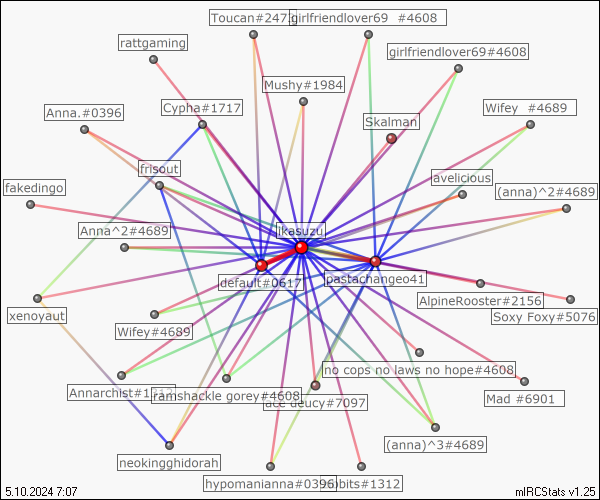 Toucan#247
girlfriendlover69 #4608
rattgaming
girlfriendlover69#4608
Mushy#1984
Anna.#0396
Cypha#1717
Wifey #4689
Skalman
frisout
avelicious
fakedingo
(anna)^2#4689
Anna^2#4689
ikasuzu
default#0617
pastachangeo41
AlpineRooster#2156
xenoyaut
Wifey#4689
Soxy Foxy#5076
no cops no laws no hope#4608
Annarchist#1312
ramshackle gorey#4608
deucy#7097
Mad #6901
(anna)^3#4689
neokingghidorah
hypomanianna#0396
bits#1312
5.10.2024 7:07
mIRCStats v1.25